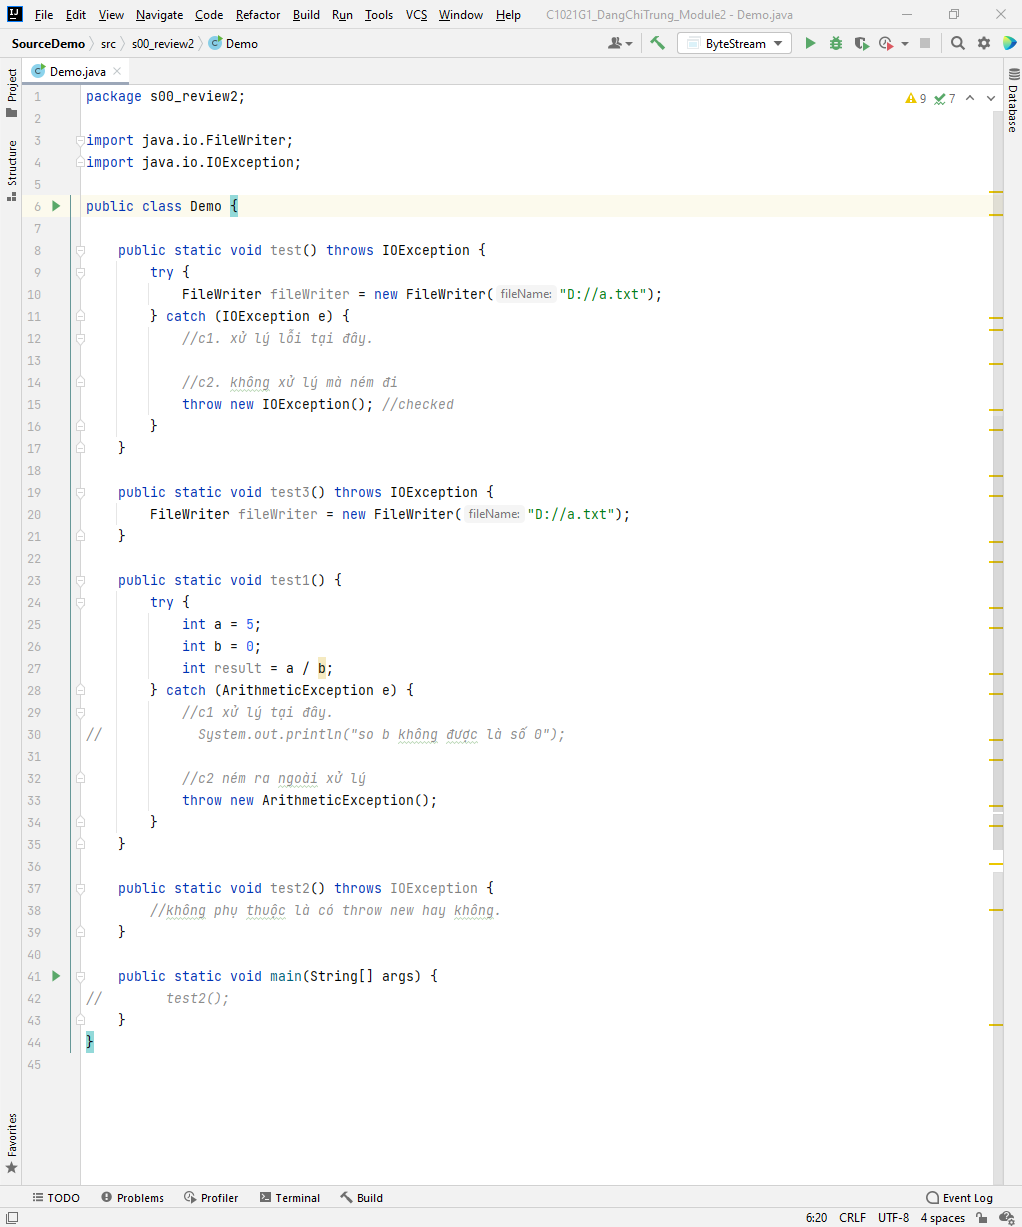 File Edit View Navigate Code Refactor Build Run Tools VCS Window Help C1021G1_DangChiTrung_Module2 - Demo.java
SourceDemo src s00_review2 Demo ByteStream
Demo.java
Project
Structure
Favorites
Database
9 7
1 package s00_review2;
2
3 import java.io.FileWriter;
4 import java.io.IOException;
5
6 public class Demo {
7
8 public static void test() throws IOException {
9 try {
10 FileWriter fileWriter = new FileWriter( fileName: "D://a.txt");
11 } catch (IOException e) {
12 //c1. xử lý lỗi tại đây.
13
14 //c2. không xử lý mà ném đi
15 throw new IOException(); //checked
16 }
17 }
18
19 public static void test3() throws IOException {
20 FileWriter fileWriter = new FileWriter( fileName: "D://a.txt");
21 }
22
23 public static void test1() {
24 try {
25 int a = 5;
26 int b = 0;
27 int result = a / b;
28 } catch (ArithmeticException e) {
29 //c1 xử lý tại đây.
30 // System.out.println("so b không được là số 0");
31
32 //c2 ném ra ngoài xử lý
33 throw new ArithmeticException();
34 }
35 }
36
37 public static void test2() throws IOException {
38 //không phụ thuộc là có throw new hay không.
39 }
40
41 public static void main(String[] args) {
42 // test2();
43 }
44 }
45
TODO Problems Profiler Terminal Build Event Log
6:20 CRLF UTF-8 4 spaces